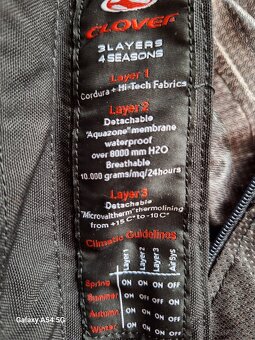 CLOVER
3 LAYERS
4 SEASONS
Layer 1
Cordura + Hi-Tech Fabrics
Layer 2
Detachable
"Aquazone" membrane
waterproof
over 8000 mm H2O
Breathable
10.000 grams/mq/24hours
Layer 3
Detachable
"Microvaltherm" thermolining
from +15°C to -10°C
Climatic Guidelines
Layer 1 Layer 2 Layer 3 AirSys
Spring ON ON ON OFF
Summer ON OFF OFF ON
Autumn ON ON ON OFF
Winter ON ON ON OFF
Galaxy A54 5G